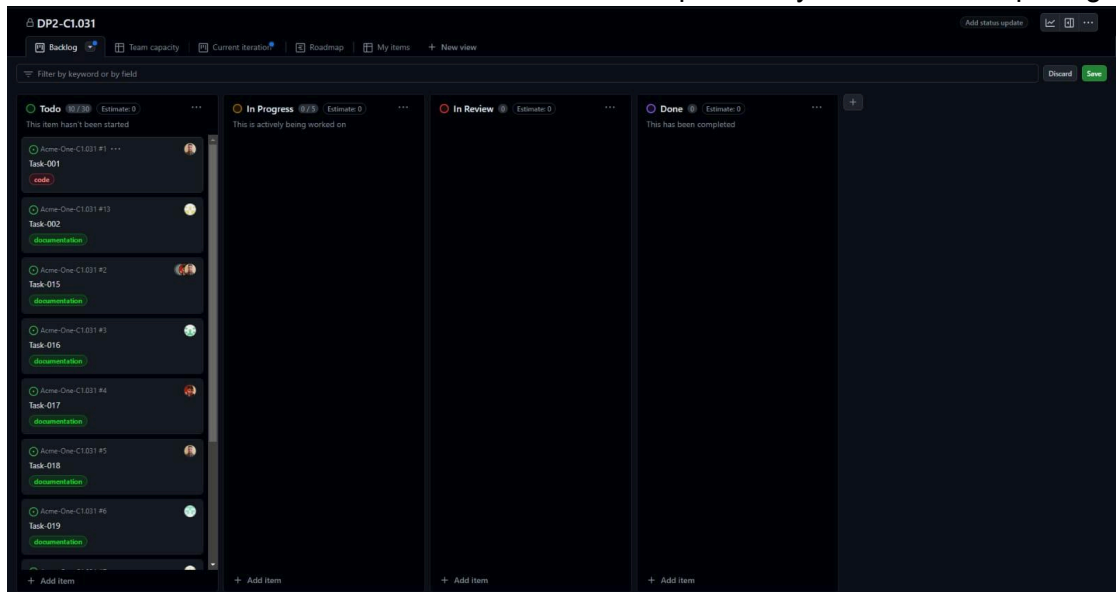 DP2-C1.031
Add status update
Backlog
Team capacity
Current iteration
Roadmap
My items
+ New view
Filter by keyword or by field
Discard
Save
Todo 10 / 30 Estimate: 0
This item hasn't been started
Acme-One-C1.031 #1
Task-001
code
Acme-One-C1.031 #13
Task-002
documentation
Acme-One-C1.031 #2
Task-015
documentation
Acme-One-C1.031 #3
Task-016
documentation
Acme-One-C1.031 #4
Task-017
documentation
Acme-One-C1.031 #5
Task-018
documentation
Acme-One-C1.031 #6
Task-019
documentation
+ Add item
In Progress 0 / 5 Estimate: 0
This is actively being worked on
+ Add item
In Review 0 Estimate: 0
+ Add item
Done 0 Estimate: 0
This has been completed
+ Add item